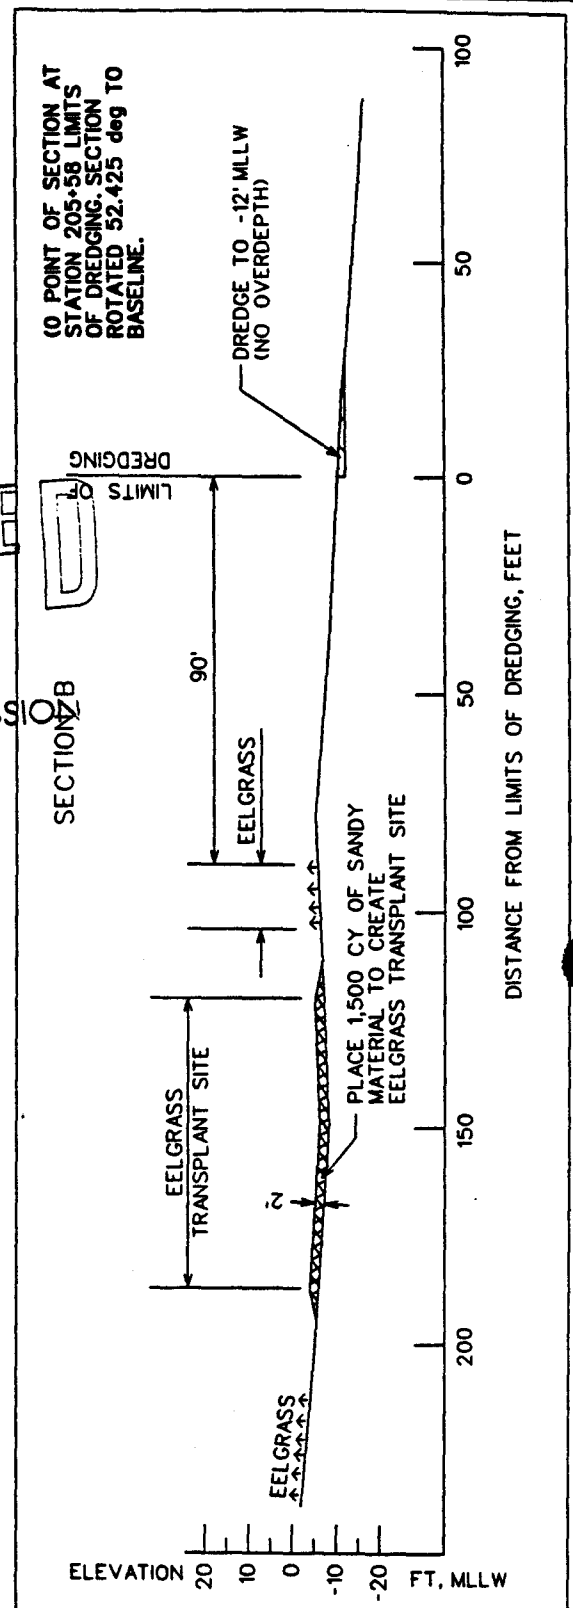 (0 POINT OF SECTION AT
STATION 205+58 LIMITS
OF DREDGING. SECTION
ROTATED 52.425 deg TO
BASELINE.
SECTION B
LIMITS OF
DREDGING
DREDGE TO -12' MLLW
(NO OVERDEPTH)
90'
EELGRASS
EELGRASS
TRANSPLANT SITE
2'
PLACE 1,500 CY OF SANDY
MATERIAL TO CREATE
EELGRASS TRANSPLANT SITE
EELGRASS
ELEVATION
20
10
0
-10
-20
FT, MLLW
200
150
100
50
0
50
100
DISTANCE FROM LIMITS OF DREDGING, FEET